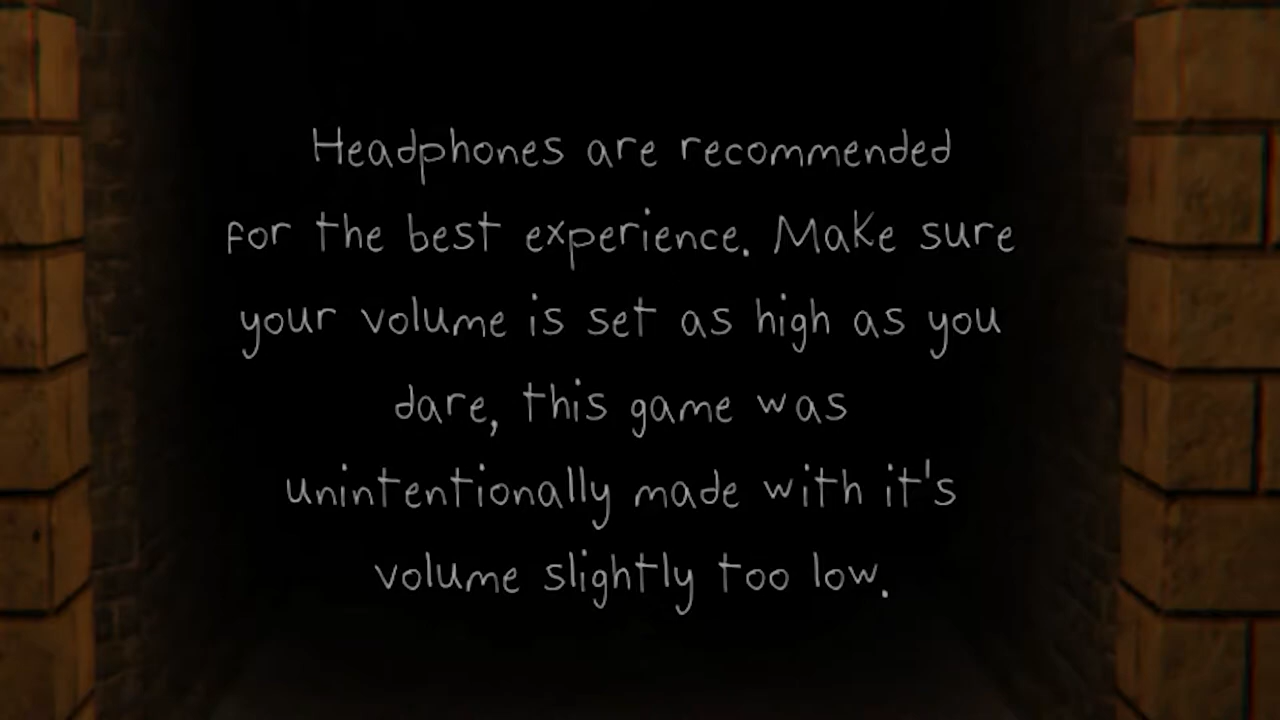 Headphones are recommended
for the best experience. Make sure
your volume is set as high as you
dare, this game was
unintentionally made with it's
volume slightly too low.